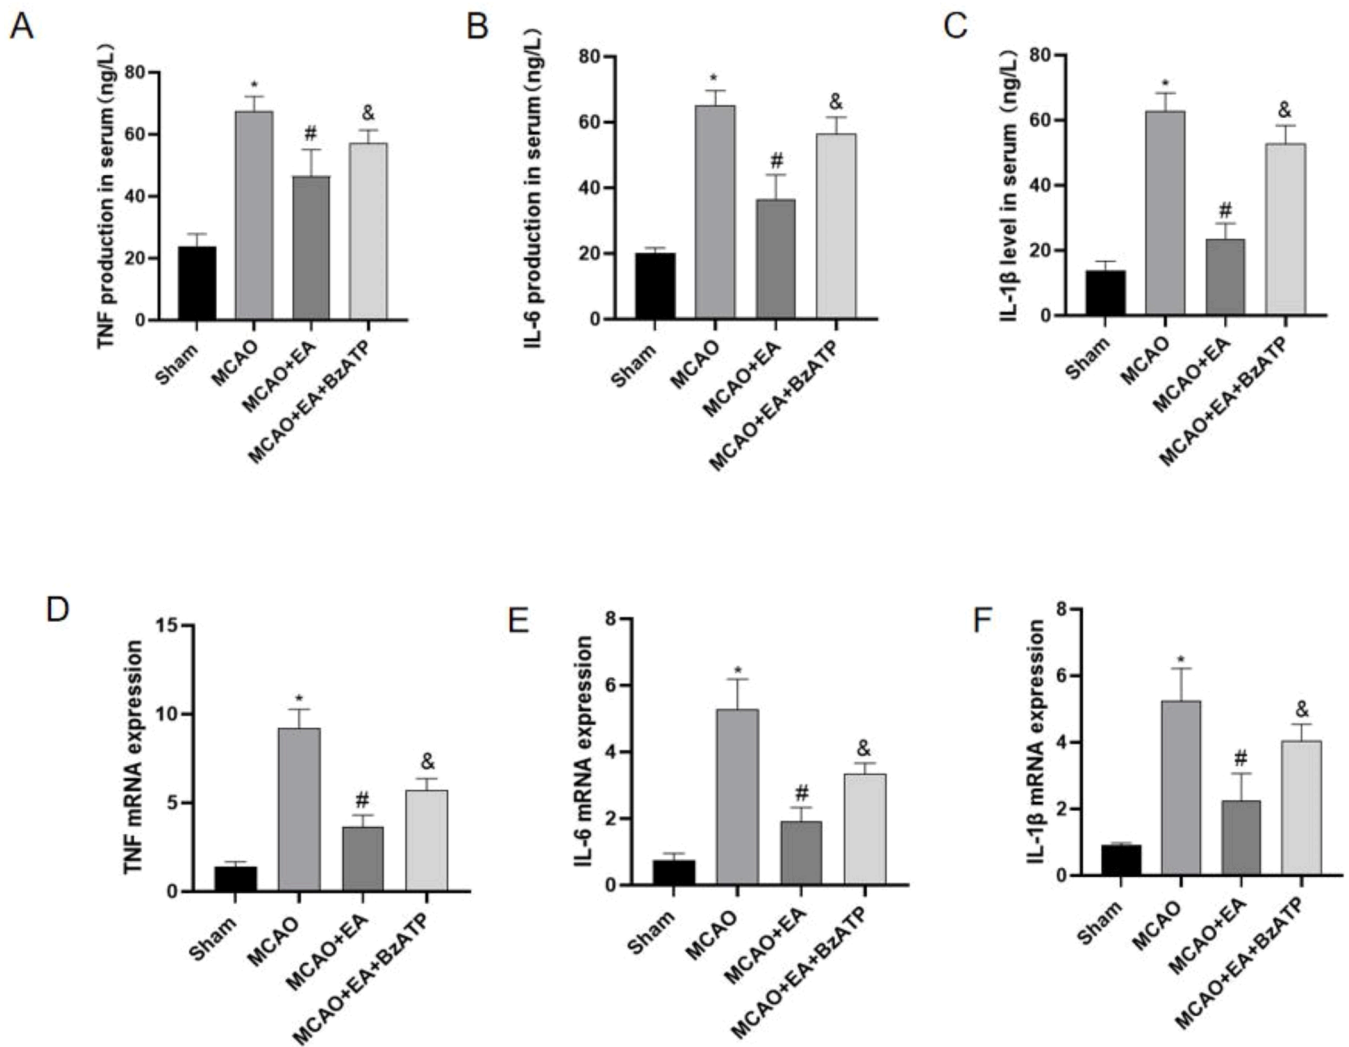 A
TNF production in serum (ng/L)
80
60
40
20
0
*
#
&
Sham
MCAO
MCAO+EA
MCAO+EA+BzATP
B
IL-6 production in serum (ng/L)
80
60
40
20
0
*
#
&
Sham
MCAO
MCAO+EA
MCAO+EA+BzATP
C
IL-1β level in serum (ng/L)
80
60
40
20
0
*
#
&
Sham
MCAO
MCAO+EA
MCAO+EA+BzATP
D
TNF mRNA expression
15
10
5
0
*
#
&
Sham
MCAO
MCAO+EA
MCAO+EA+BzATP
E
IL-6 mRNA expression
8
6
4
2
0
*
#
&
Sham
MCAO
MCAO+EA
MCAO+EA+BzATP
F
IL-1β mRNA expression
8
6
4
2
0
*
#
&
Sham
MCAO
MCAO+EA
MCAO+EA+BzATP